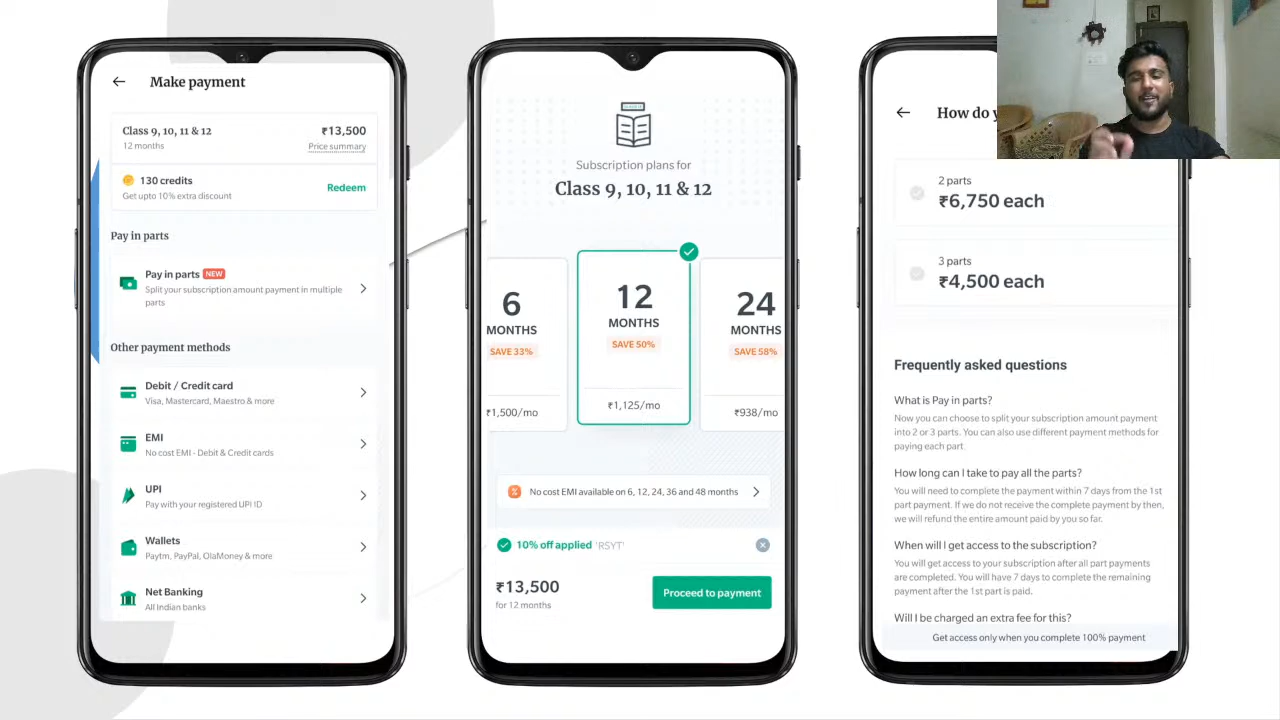 Make payment
Class 9, 10, 11 & 12
₹13,500
12 months
Price summary
130 credits
Redeem
Get upto 10% extra discount
Pay in parts
Pay in parts NEW
Split your subscription amount payment in multiple
parts
Other payment methods
Debit / Credit card
Visa, Mastercard, Maestro & more
EMI
No cost EMI - Debit & Credit cards
UPI
Pay with your registered UPI ID
Wallets
Paytm, PayPal, OlaMoney & more
Net Banking
All Indian banks
Subscription plans for
Class 9, 10, 11 & 12
6
MONTHS
SAVE 33%
₹1,500/mo
12
MONTHS
SAVE 50%
₹1,125/mo
24
MONTHS
SAVE 58%
₹938/mo
No cost EMI available on 6, 12, 24, 36 and 48 months
10% off applied 'RSYT'
₹13,500
for 12 months
Proceed to payment
How do
2 parts
₹6,750 each
3 parts
₹4,500 each
Frequently asked questions
What is Pay in parts?
Now you can choose to split your subscription amount payment
into 2 or 3 parts. You can also use different payment methods for
paying each part.
How long can I take to pay all the parts?
You will need to complete the payment within 7 days from the 1st
part payment. If we do not receive the complete payment by then,
we will refund the entire amount paid by you so far.
When will I get access to the subscription?
You will get access to your subscription after all part payments
are completed. You will have 7 days to complete the remaining
payment after the 1st part is paid.
Will I be charged an extra fee for this?
Get access only when you complete 100% payment